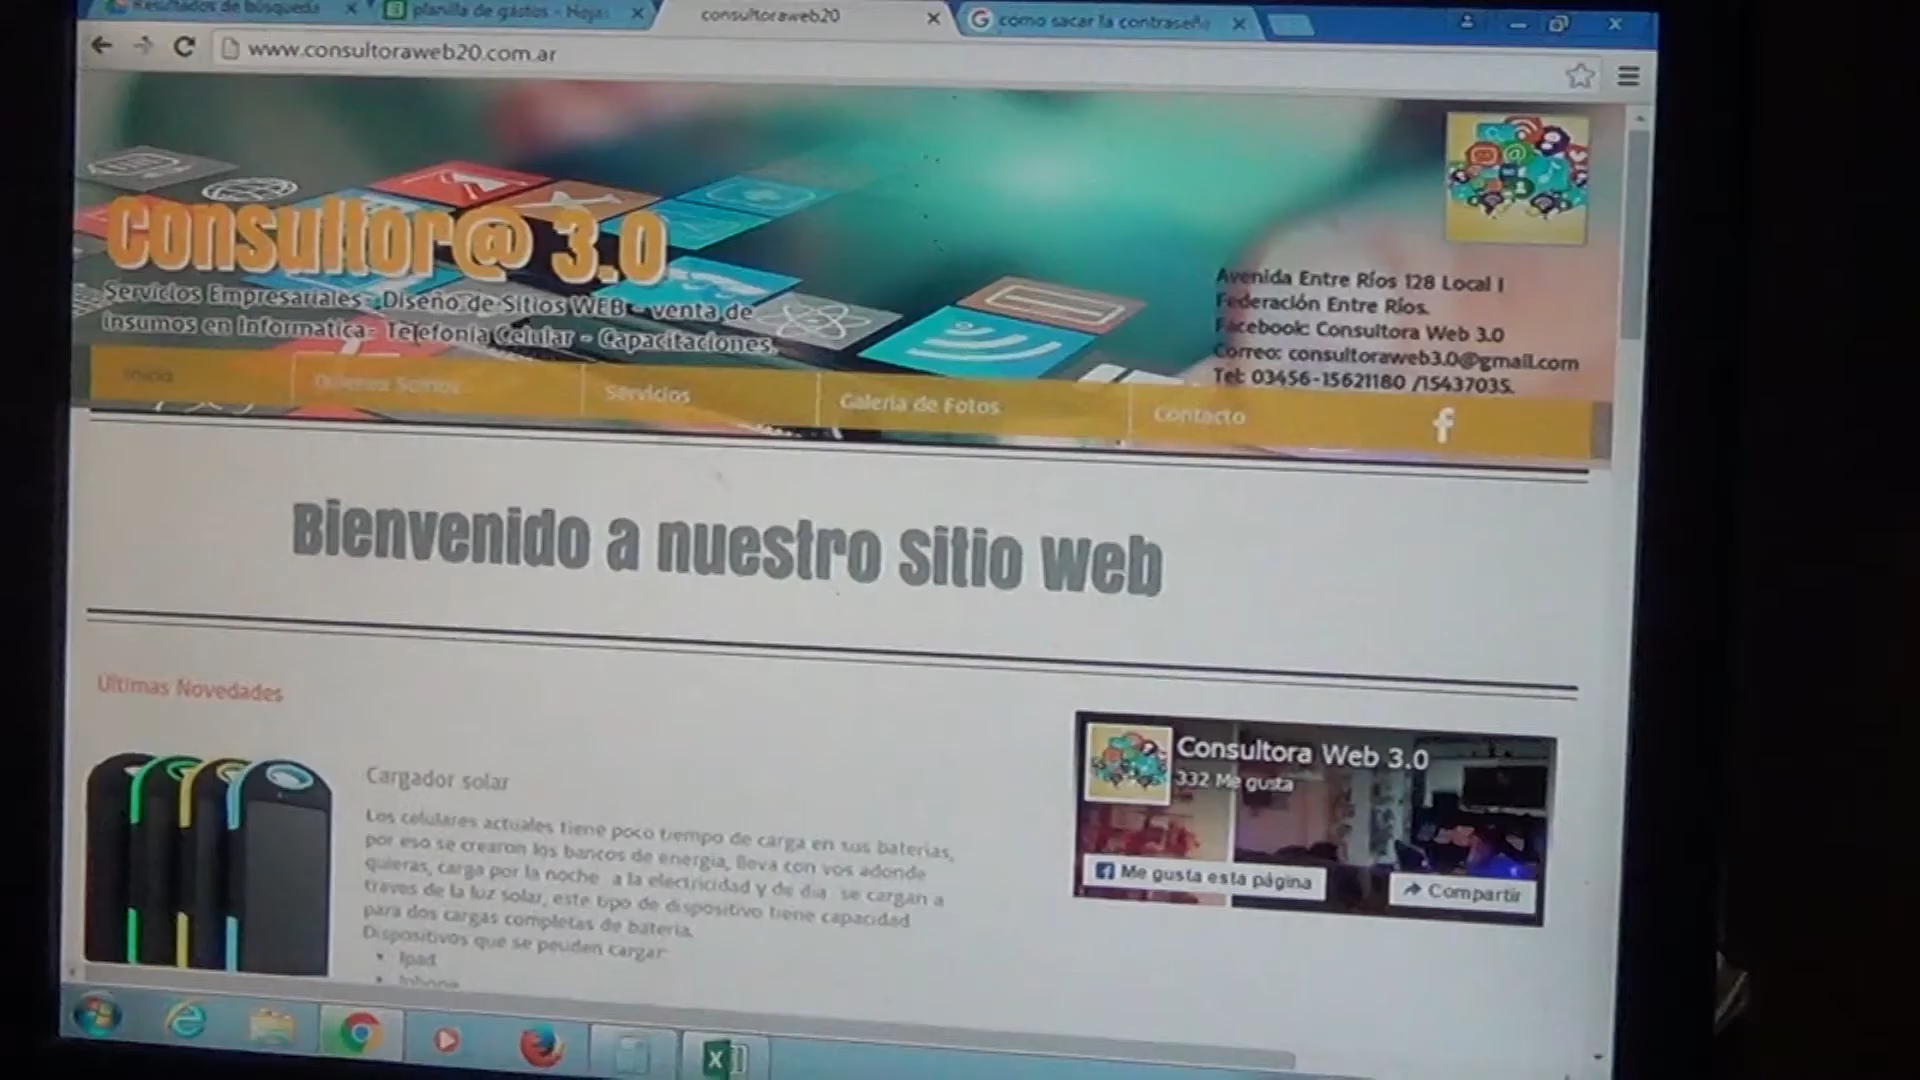 Resultados de búsqueda
planilla de gastos - Hojas
consultoraweb20
como sacar la contraseña
www.consultoraweb20.com.ar
Consultor@ 3.0
Servicios Empresariales- Diseño de Sitios WEB - venta de
insumos en Informatica- Telefonia Celular - Capacitaciones.
Avenida Entre Ríos 128 Local I
Federación Entre Ríos.
Facebook: Consultora Web 3.0
Correo: consultoraweb3.0@gmail.com
Tel: 03456-15621180 /15437035.
Inicio
Quienes Somos
Servicios
Galeria de Fotos
Contacto
Bienvenido a nuestro Sitio Web
Ultimas Novedades
Cargador solar
Los celulares actuales tiene poco tiempo de carga en sus baterias,
por eso se crearon los bancos de energia, lleva con vos adonde
quieras, carga por la noche a la electricidad y de dia se cargan a
traves de la luz solar, este tipo de dispositivo tiene capacidad
para dos cargas completas de bateria.
Dispositivos que se peuden cargar:
Ipad
Consultora Web 3.0
332 Me gusta
Me gusta esta página
Compartir